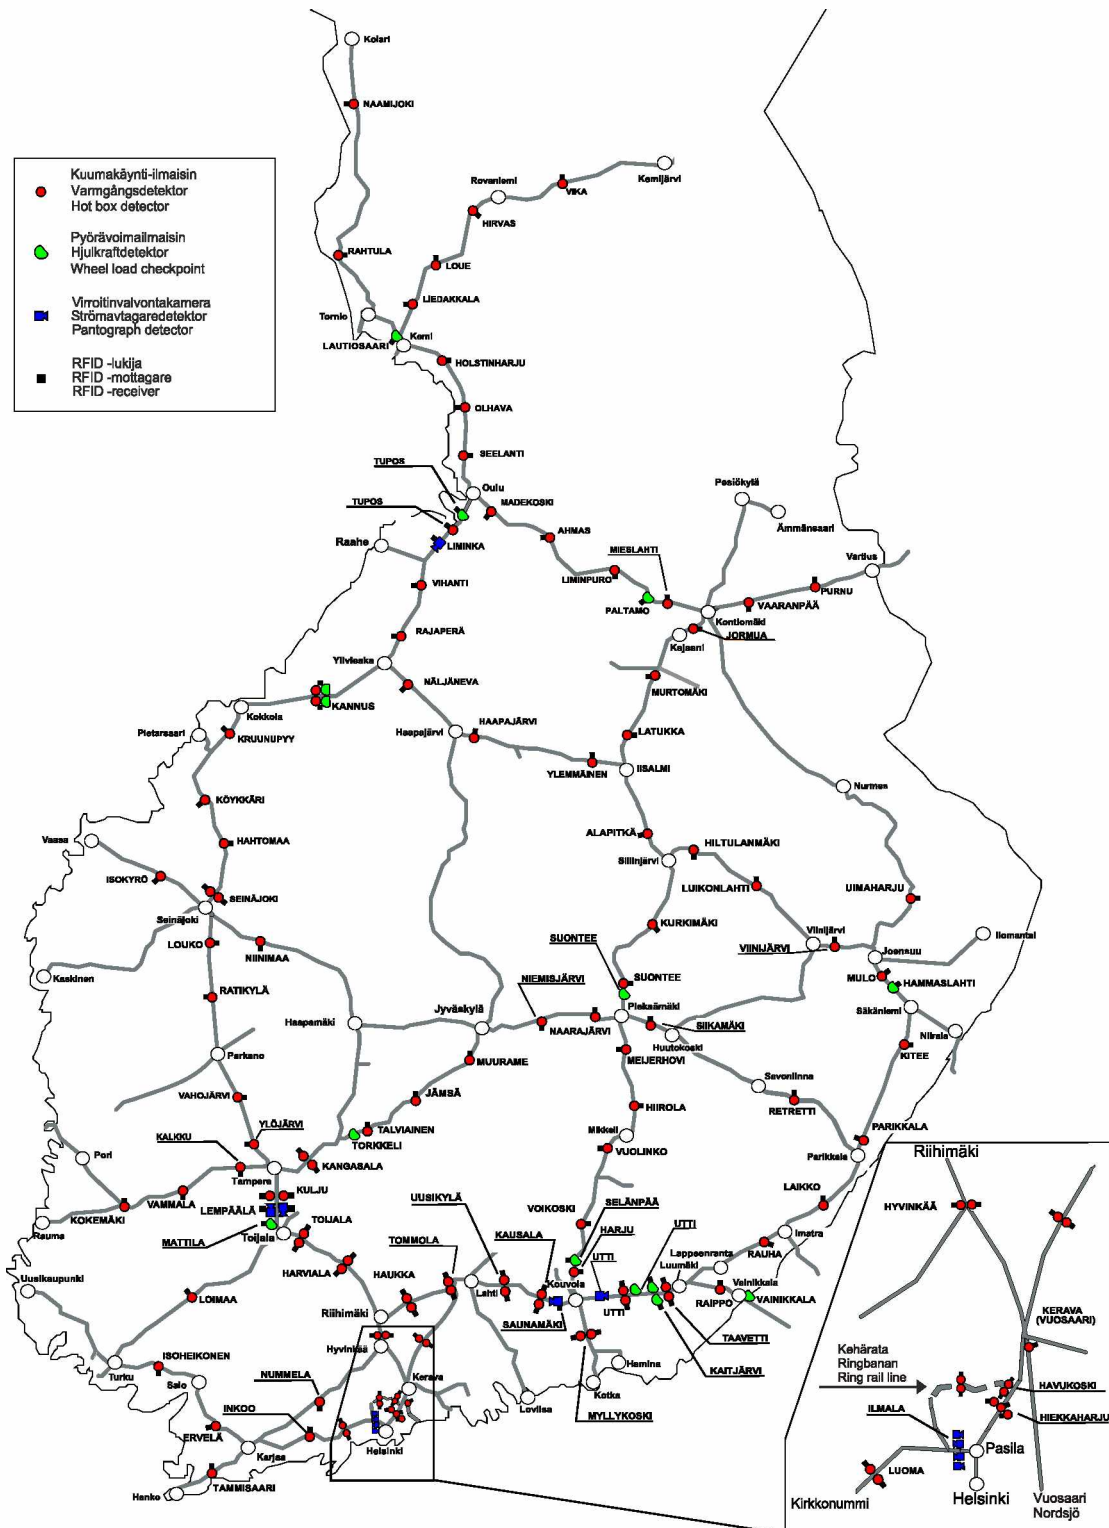 Kolari
NAAMIJOKI
Kuumakäynti-ilmaisin
Varmgångsdetektor
Hot box detector
Pyörävoimailmaisin
Hjulkraftdetektor
Wheel load checkpoint
Virroitinvalvontakamera
Strömavtagaredetektor
Pantograph detector
RFID -lukija
RFID -mottagare
RFID -receiver
Rovaniemi
Kemijärvi
VIKA
HIRVAS
RAHTULA
LOUE
LIEDAKKALA
Tornio
Kemi
LAUTIOSAARI
HOLSTINHARJU
OLHAVA
SEELANTI
TUPOS
Oulu
TUPOS
MADEKOSKI
Pesiökylä
Ämmänsaari
AHMAS
Raahe
LIMINKA
MIESLAHTI
Vartius
VIHANTI
LIMINPURO
PURNU
PALTAMO
VAARANPÄÄ
Kontiomäki
RAJAPERÄ
JORMUA
Kajaani
Ylivieska
NÄLJÄNEVA
MURTOMÄKI
KANNUS
Kokkola
Pietarsaari
KRUUNUPYY
Haapajärvi
HAAPAJÄRVI
LATUKKA
YLEMMÄINEN
IISALMI
Nurmes
KÖYKKÄRI
Vaasa
HAHTOMAA
ALAPITKÄ
HILTULANMÄKI
Siilinjärvi
ISOKYRÖ
LUIKONLAHTI
UIMAHARJU
SEINÄJOKI
Seinäjoki
KURKIMÄKI
Viinijärvi
Ilomantsi
LOUKO
NIINIMAA
SUONTEE
VIINIJÄRVI
Joensuu
Kaskinen
NIEMISJÄRVI
SUONTEE
MULO
HAMMASLAHTI
RATIKYLÄ
Jyväskylä
Pieksämäki
Säkäniemi
Haapamäki
NAARAJÄRVI
SIIKAMÄKI
Niirala
Huutokoski
Parkano
MUURAME
MEIJERHOVI
KITEE
Savonlinna
VAHOJÄRVI
JÄMSÄ
HIIROLA
RETRETTI
YLÖJÄRVI
TALVIAINEN
Mikkeli
PARIKKALA
KALKKU
TORKKELI
Pori
VUOLINKO
Parikkala
Riihimäki
KANGASALA
Tampere
VAMMALA
KULJU
UUSIKYLÄ
SELÄNPÄÄ
LAIKKO
HYVINKÄÄ
KOKEMÄKI
LEMPÄÄLÄ
VOIKOSKI
Rauma
TOIJALA
KAUSALA
HARJU
UTTI
MATTILA
Toijala
TOMMOLA
UTTI
Imatra
Lappeenranta
RAUHA
HARVIALA
Luumäki
Uusikaupunki
HAUKKA
Kouvola
Vainikkala
Lahti
LOIMAA
RAIPPO
VAINIKKALA
Riihimäki
SAUNAMÄKI
UTTI
KERAVA
(VUOSAARI)
TAAVETTI
Hyvinkää
KAITJÄRVI
Turku
ISOHEIKONEN
Hamina
Kehärata
Ringbanan
Ring rail line
Salo
NUMMELA
Kerava
Kotka
HAVUKOSKI
Loviisa
INKOO
MYLLYKOSKI
ILMALA
HIEKKAHARJU
ERVELÄ
Karjaa
Helsinki
Pasila
LUOMA
TAMMISAARI
Hanko
Helsinki
Kirkkonummi
Vuosaari
Nordsjö